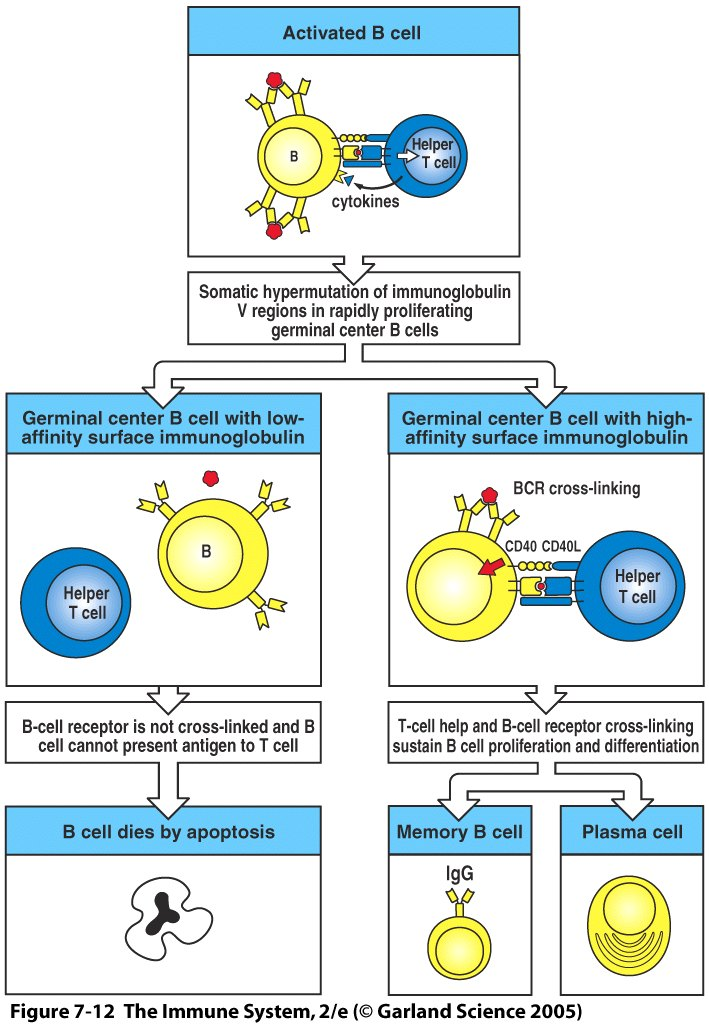 Activated B cell
B
Helper
T cell
cytokines
Somatic hypermutation of immunoglobulin
V regions in rapidly proliferating
germinal center B cells
Germinal center B cell with low-
affinity surface immunoglobulin
B
Helper
T cell
Germinal center B cell with high-
affinity surface immunoglobulin
BCR cross-linking
CD40 CD40L
Helper
T cell
B-cell receptor is not cross-linked and B
cell cannot present antigen to T cell
T-cell help and B-cell receptor cross-linking
sustain B cell proliferation and differentiation
B cell dies by apoptosis
Memory B cell
IgG
Plasma cell
Figure 7-12 The Immune System, 2/e (© Garland Science 2005)